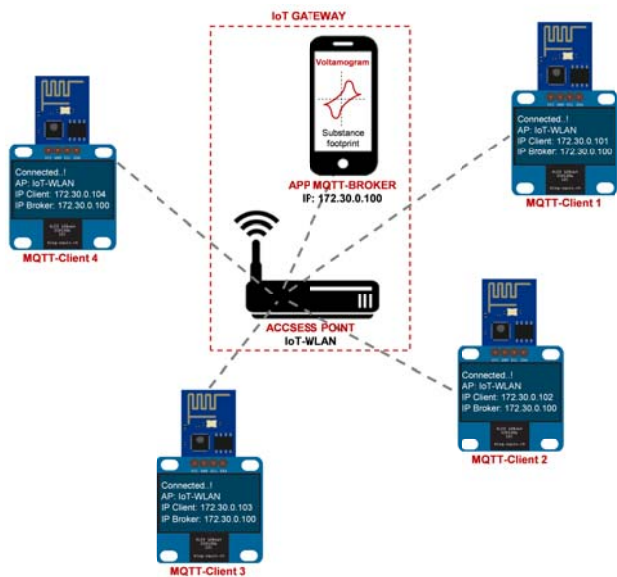 IoT GATEWAY
Voltamogram
Substance
footprint
APP MQTT-BROKER
IP: 172.30.0.100
ACCSESS POINT
IoT-WLAN
Connected..!
AP: IoT-WLAN
IP Client: 172.30.0.101
IP Broker: 172.30.0.100
MQTT-Client 1
Connected..!
AP: IoT-WLAN
IP Client: 172.30.0.102
IP Broker: 172.30.0.100
MQTT-Client 2
Connected..!
AP: IoT-WLAN
IP Client: 172.30.0.103
IP Broker: 172.30.0.100
MQTT-Client 3
Connected..!
AP: IoT-WLAN
IP Client: 172.30.0.104
IP Broker: 172.30.0.100
MQTT-Client 4